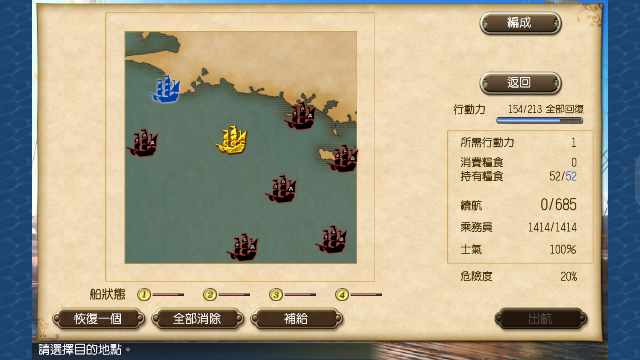 編成
返回
行動力 154/213 全部回復
所需行動力 1
消費糧食 0
持有糧食 52/52
續航 0/685
乘務員 1414/1414
士氣 100%
危險度 20%
船狀態 1 2 3 4
恢復一個 全部消除 補給 出航
請選擇目的地點。